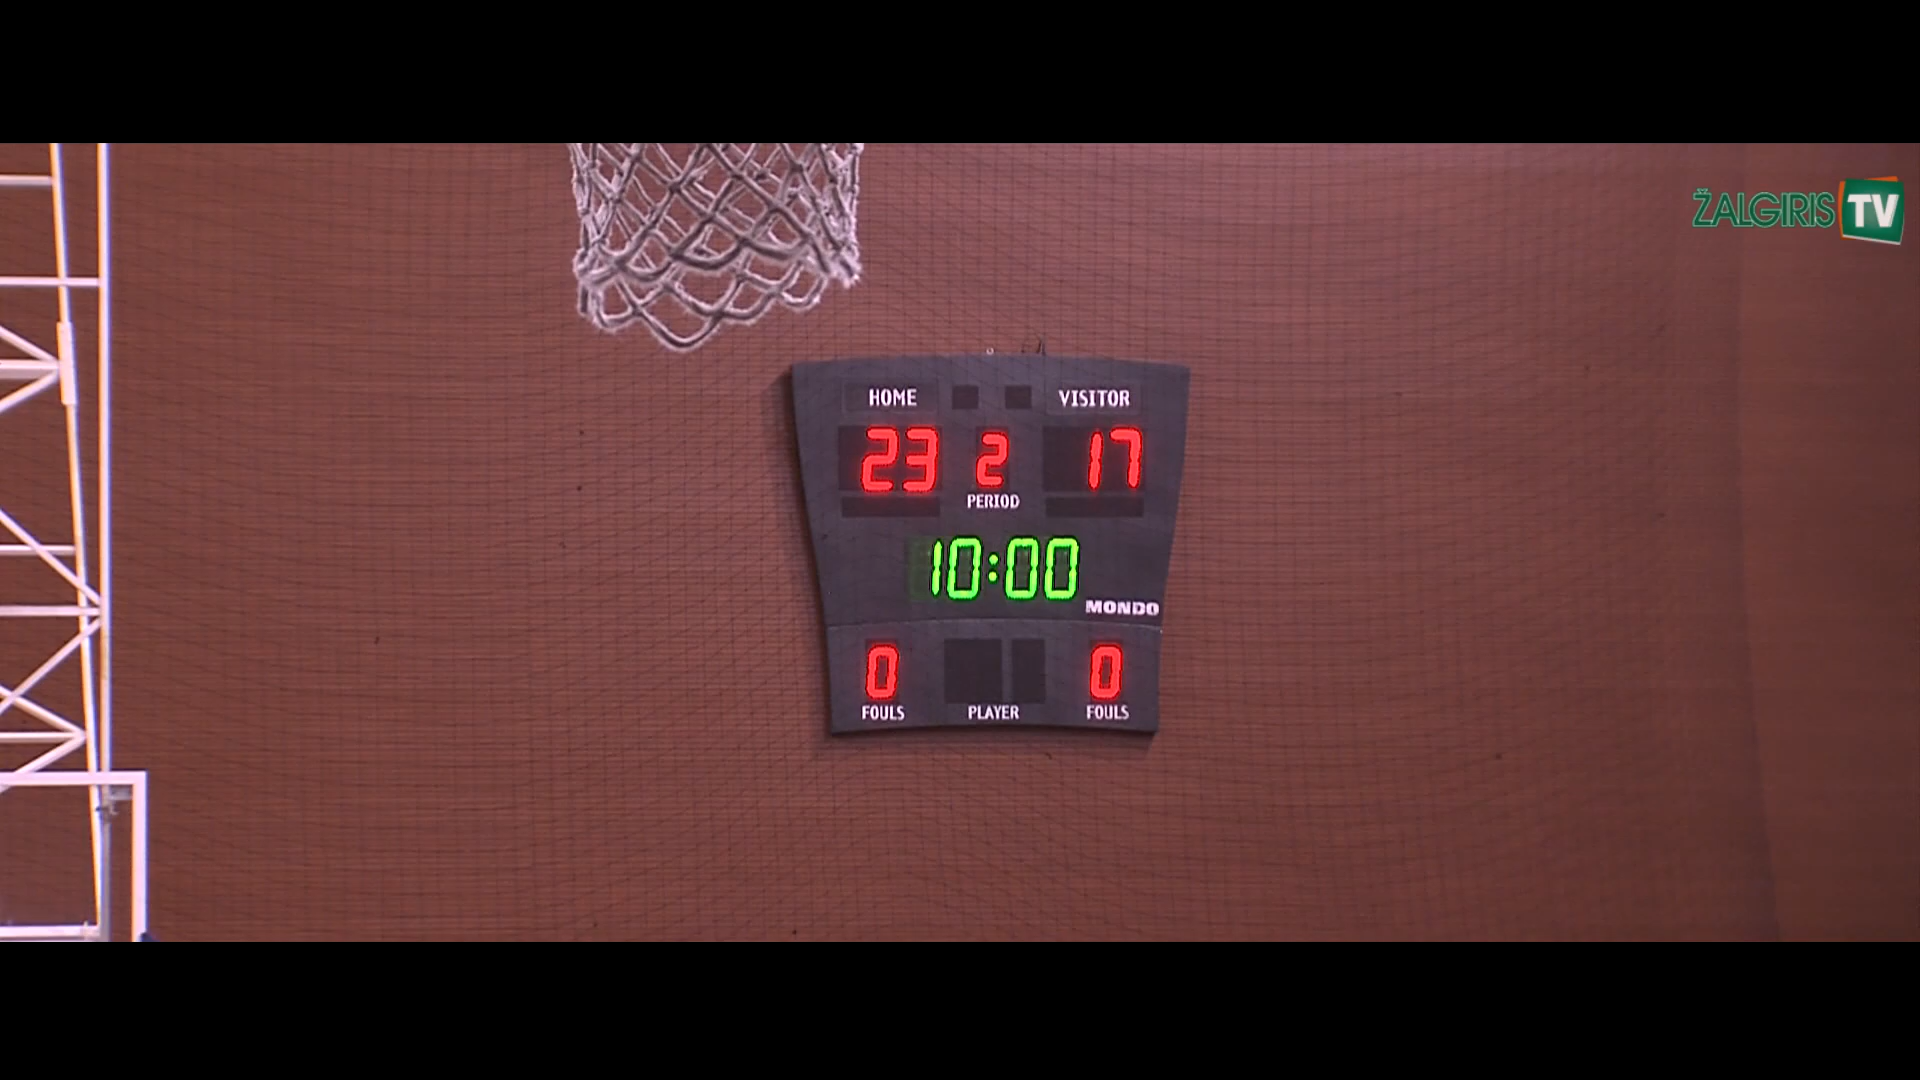 ŽALGIRIS TV
HOME VISITOR
23 2 17
PERIOD
10:00
MONDO
0 0
FOULS PLAYER FOULS